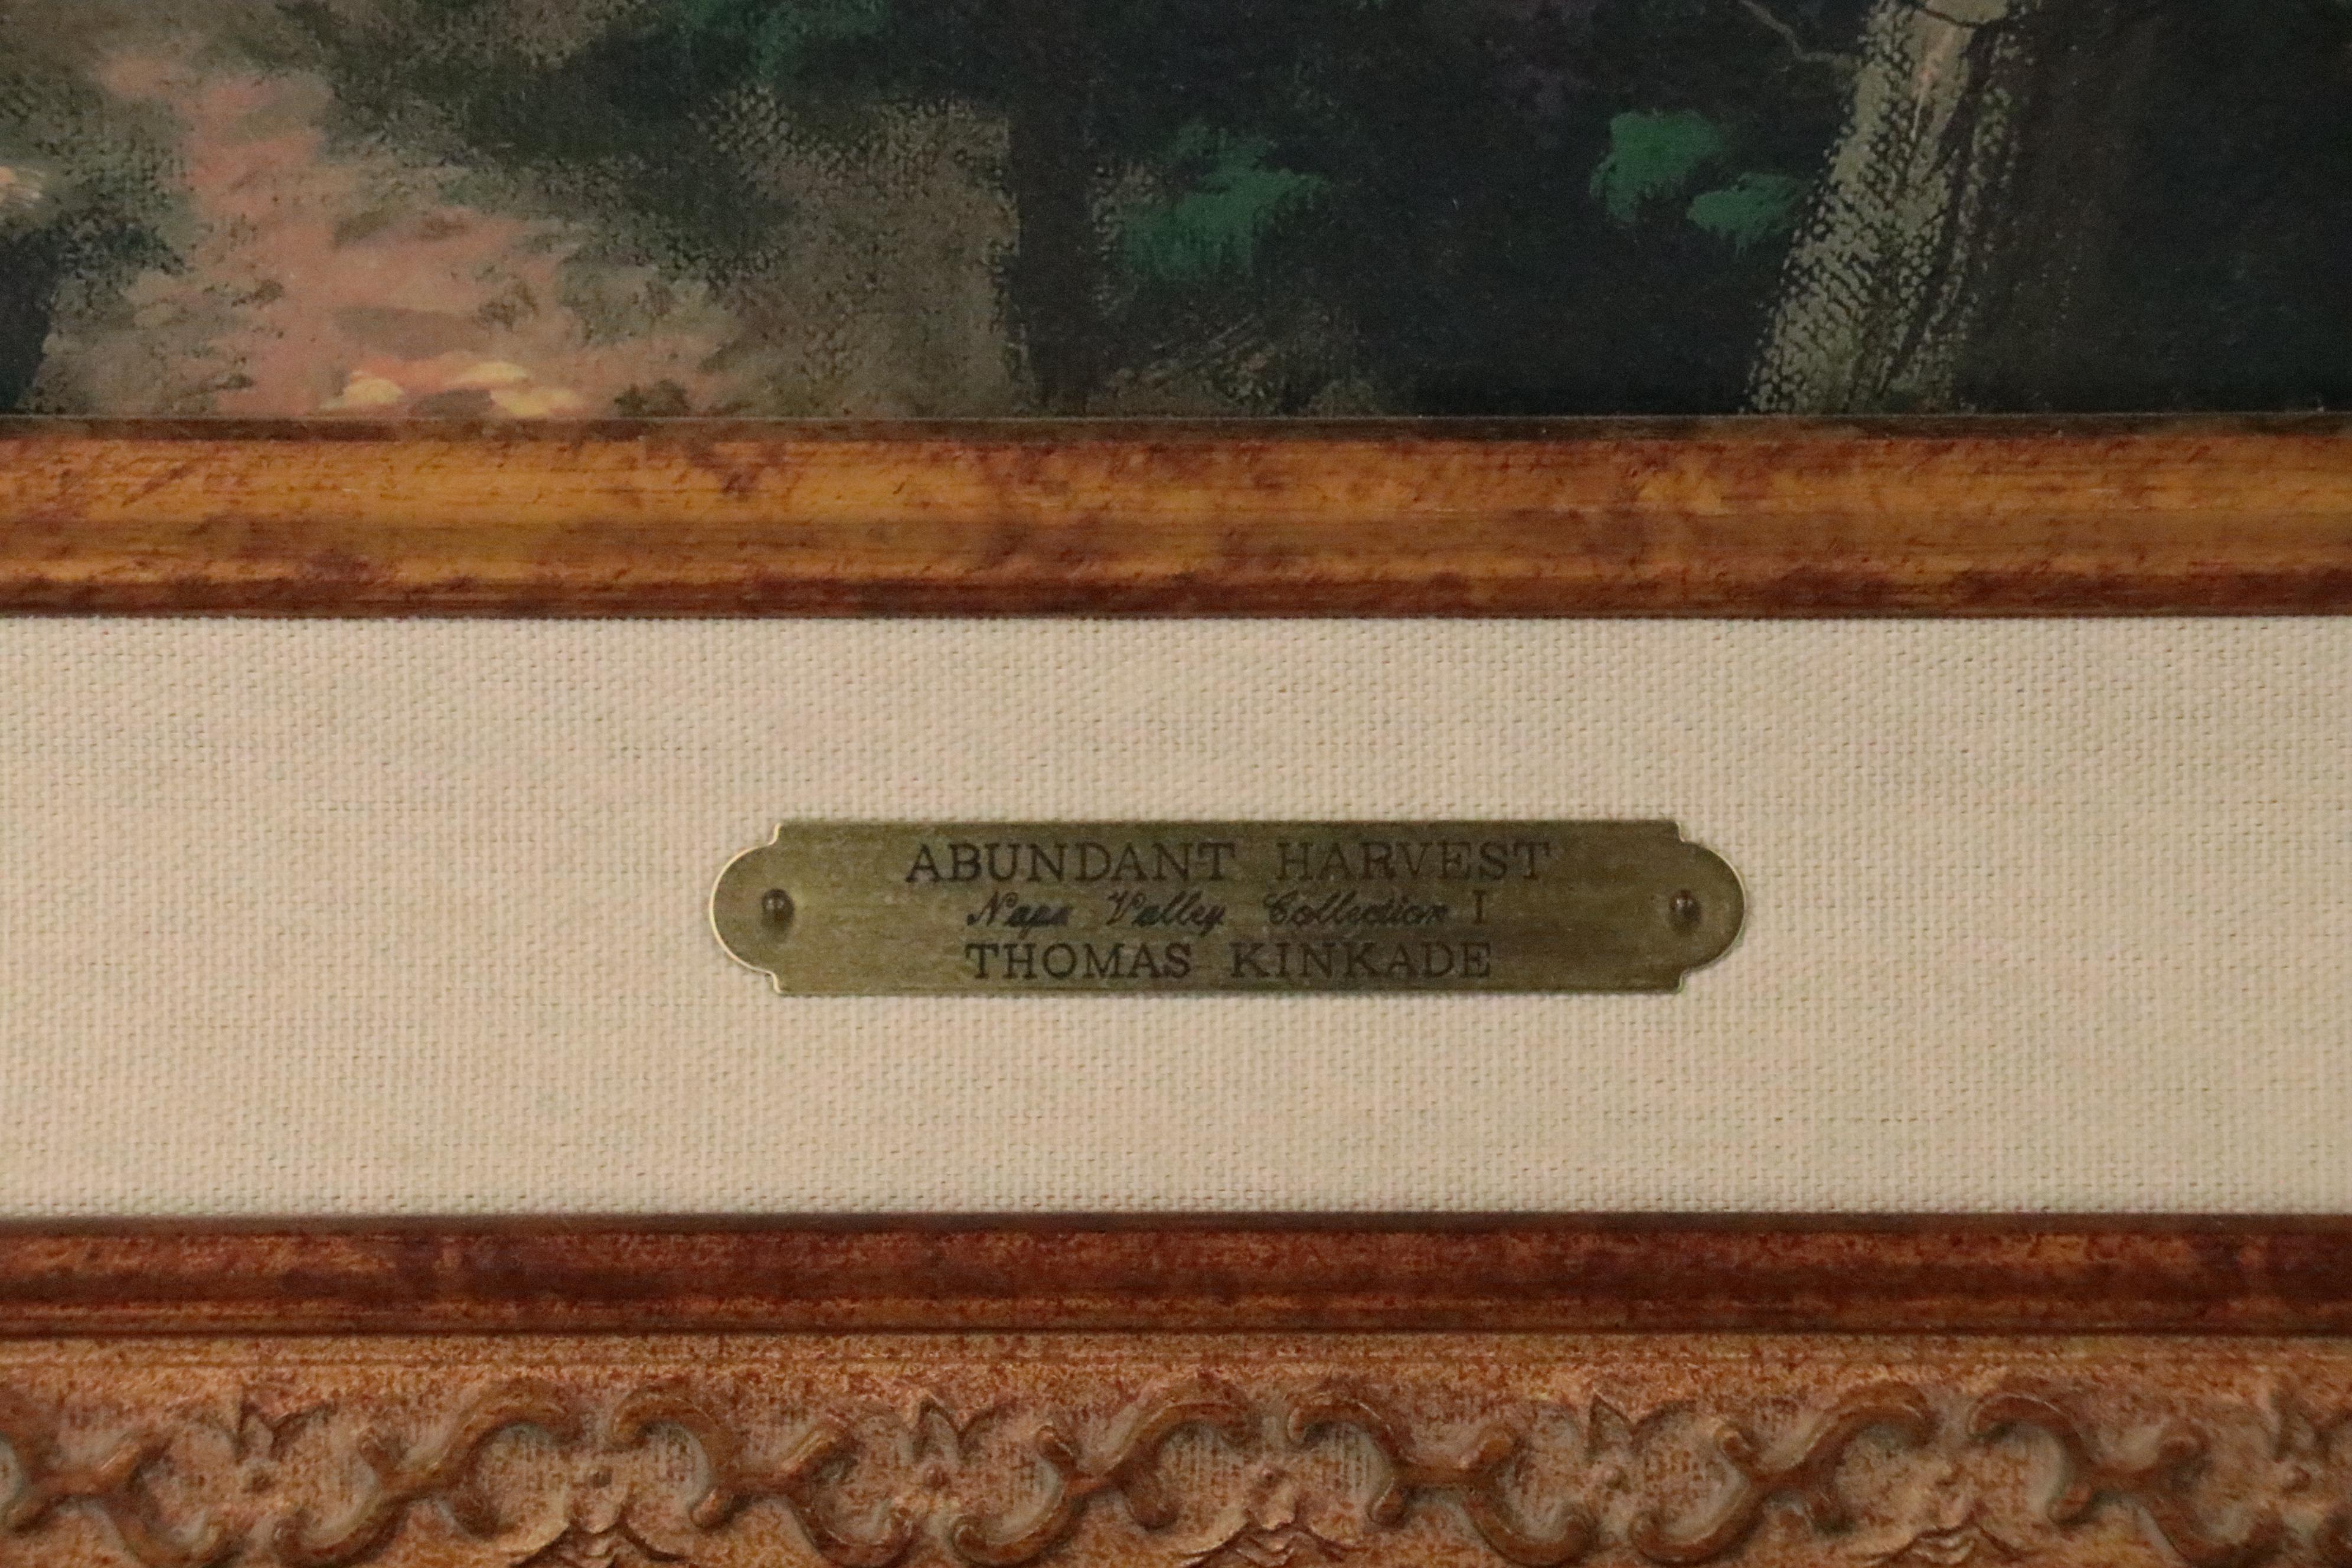 ABUNDANT HARVEST
Napa Valley Collection I
THOMAS KINKADE